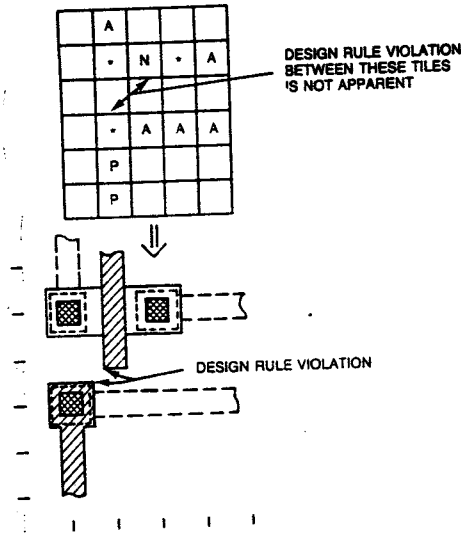 A
* N * A
DESIGN RULE VIOLATION
BETWEEN THESE TILES
IS NOT APPARENT
* A A A
P
P
DESIGN RULE VIOLATION